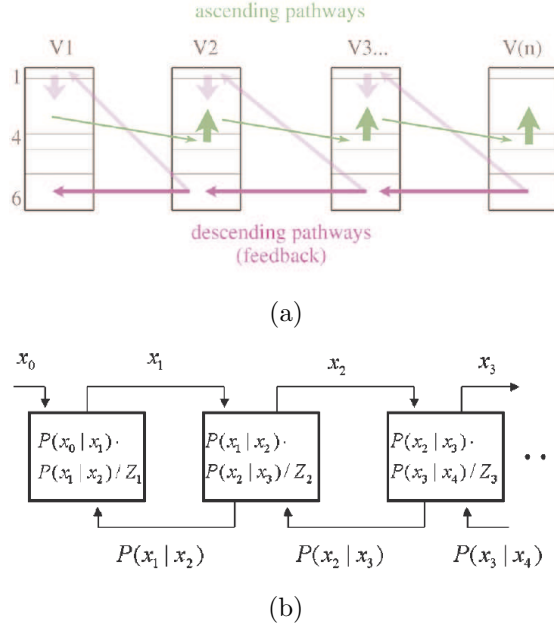 ascending pathways
V1 V2 V3... V(n)
1
4
6
descending pathways
(feedback)
(a)
x₀ x₁ x₂ x₃
P(x₀ | x₁) · P(x₁ | x₂) · P(x₂ | x₃) ·
P(x₁ | x₂) / Z₁ P(x₂ | x₃) / Z₂ P(x₃ | x₄) / Z₃ · ·
P(x₁ | x₂) P(x₂ | x₃) P(x₃ | x₄)
(b)